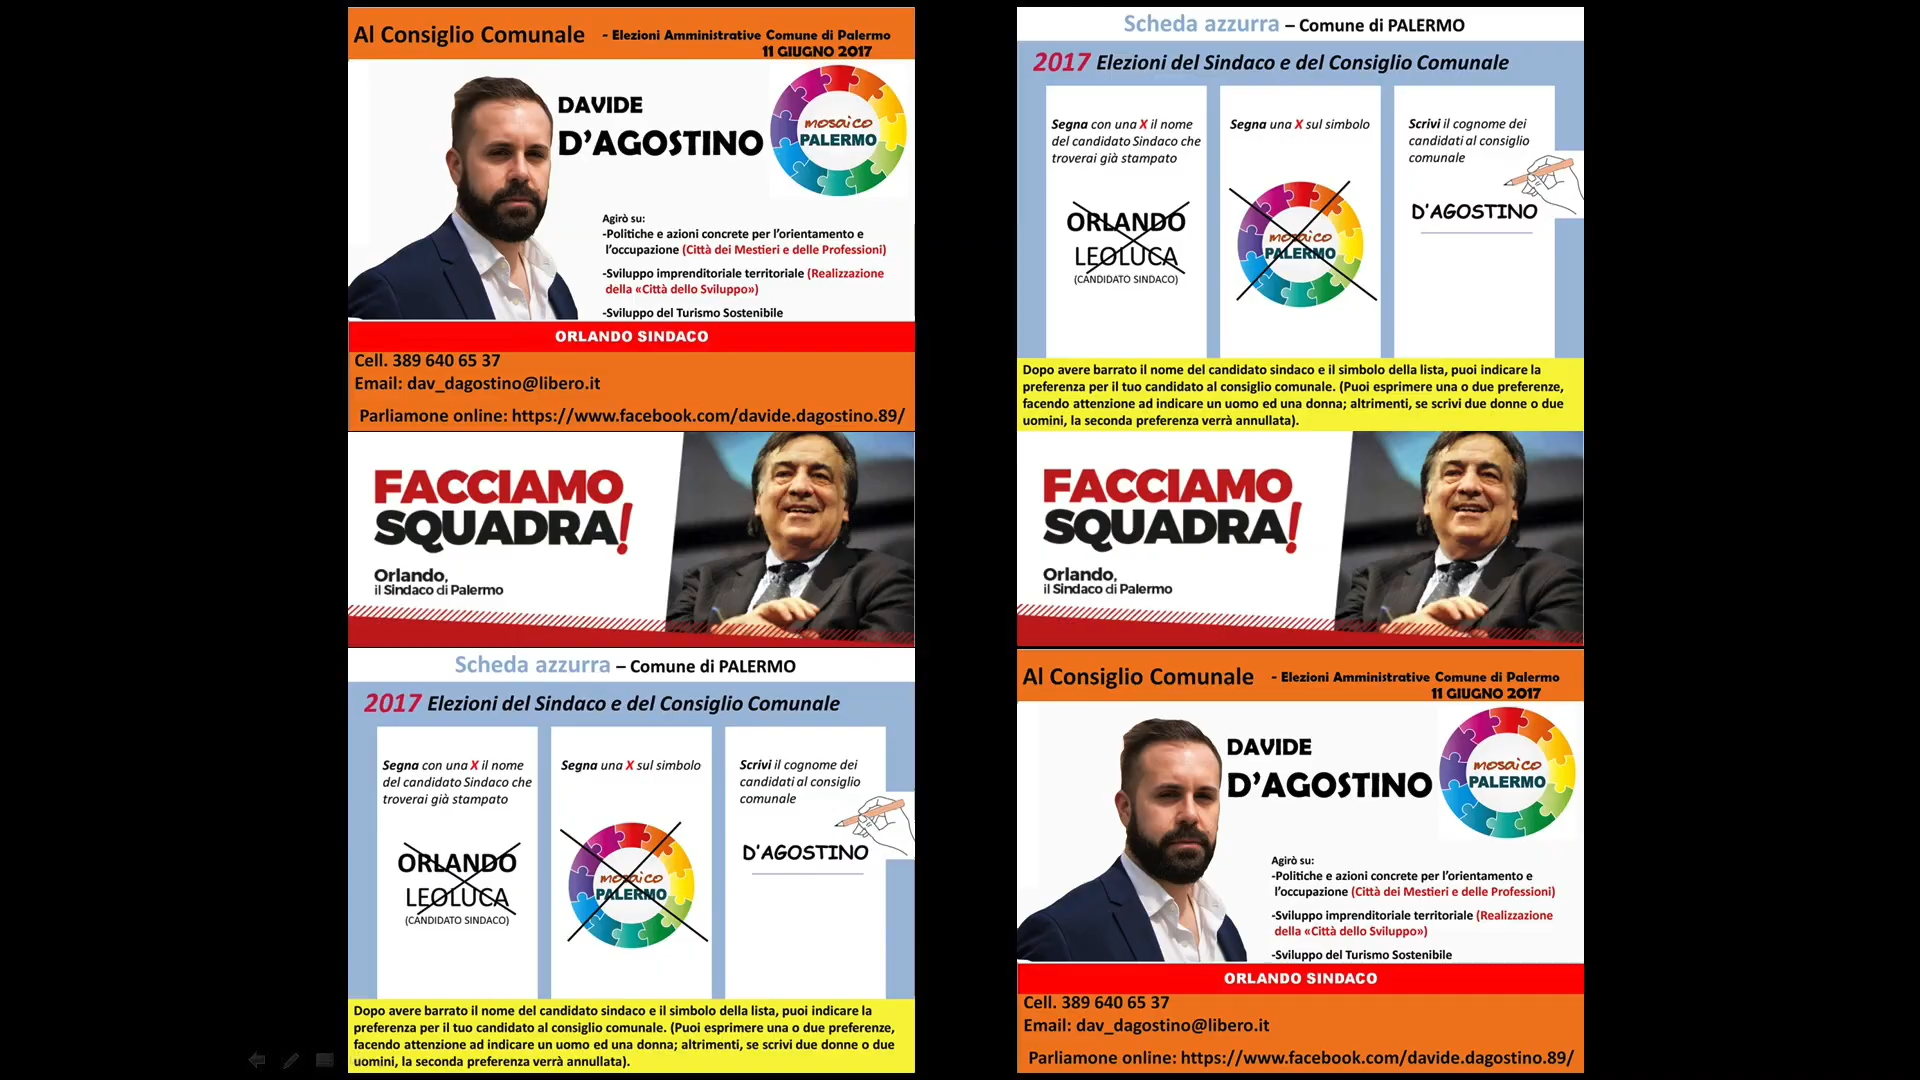 Al Consiglio Comunale - Elezioni Amministrative Comune di Palermo
11 GIUGNO 2017
DAVIDE
D'AGOSTINO
mosaico
PALERMO
Agirò su:
-Politiche e azioni concrete per l'orientamento e
l'occupazione (Città dei Mestieri e delle Professioni)
-Sviluppo imprenditoriale territoriale (Realizzazione
della «Città dello Sviluppo»)
-Sviluppo del Turismo Sostenibile
ORLANDO SINDACO
Cell. 389 640 65 37
Email: dav_dagostino@libero.it
Parliamone online: https://www.facebook.com/davide.dagostino.89/
FACCIAMO
SQUADRA!
Orlando,
il Sindaco di Palermo
Scheda azzurra – Comune di PALERMO
2017 Elezioni del Sindaco e del Consiglio Comunale
Segna con una X il nome
del candidato Sindaco che
troverai già stampato
ORLANDO
LEOLUCA
(CANDIDATO SINDACO)
Segna una X sul simbolo
mosaico
PALERMO
Scrivi il cognome dei
candidati al consiglio
comunale
D'AGOSTINO
Dopo avere barrato il nome del candidato sindaco e il simbolo della lista, puoi indicare la
preferenza per il tuo candidato al consiglio comunale. (Puoi esprimere una o due preferenze,
facendo attenzione ad indicare un uomo ed una donna; altrimenti, se scrivi due donne o due
uomini, la seconda preferenza verrà annullata).
Scheda azzurra – Comune di PALERMO
2017 Elezioni del Sindaco e del Consiglio Comunale
Segna con una X il nome
del candidato Sindaco che
troverai già stampato
ORLANDO
LEOLUCA
(CANDIDATO SINDACO)
Segna una X sul simbolo
mosaico
PALERMO
Scrivi il cognome dei
candidati al consiglio
comunale
D'AGOSTINO
Dopo avere barrato il nome del candidato sindaco e il simbolo della lista, puoi indicare la
preferenza per il tuo candidato al consiglio comunale. (Puoi esprimere una o due preferenze,
facendo attenzione ad indicare un uomo ed una donna; altrimenti, se scrivi due donne o due
uomini, la seconda preferenza verrà annullata).
FACCIAMO
SQUADRA!
Orlando,
il Sindaco di Palermo
Al Consiglio Comunale - Elezioni Amministrative Comune di Palermo
11 GIUGNO 2017
DAVIDE
D'AGOSTINO
mosaico
PALERMO
Agirò su:
-Politiche e azioni concrete per l'orientamento e
l'occupazione (Città dei Mestieri e delle Professioni)
-Sviluppo imprenditoriale territoriale (Realizzazione
della «Città dello Sviluppo»)
-Sviluppo del Turismo Sostenibile
ORLANDO SINDACO
Cell. 389 640 65 37
Email: dav_dagostino@libero.it
Parliamone online: https://www.facebook.com/davide.dagostino.89/